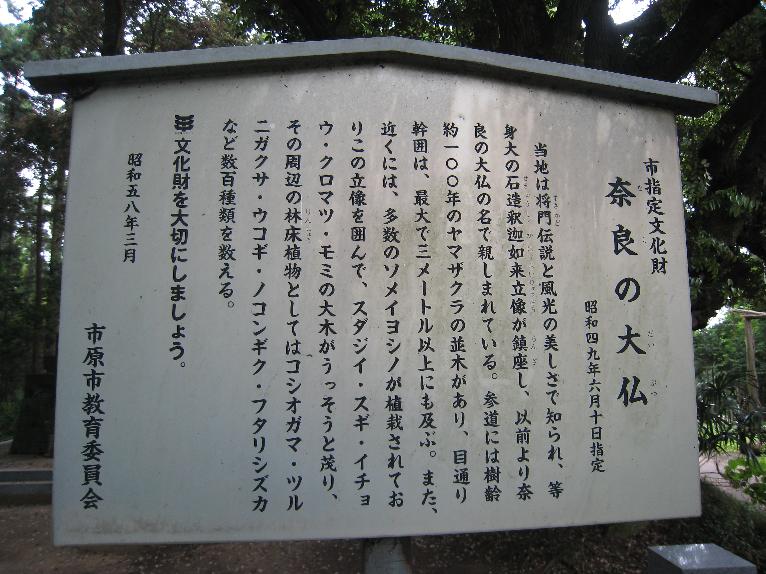 市指定文化財
奈良の大仏
昭和四九年六月十日指定
当地は将門伝説と風光の美しさで知られ、等
身大の石造釈迦如来立像が鎮座し、以前より奈
良の大仏の名で親しまれている。参道には樹齢
約一〇〇年のヤマザクラの並木があり、目通り
幹囲は、最大で三メートル以上にも及ぶ。また、
近くには、多数のソメイヨシノが植栽されてお
りこの立像を囲んで、スダジイ・スギ・イチョ
ウ・クロマツ・モミの大木がうっそうと茂り、
その周辺の林床植物としてはコシオガマ・ツル
ニガクサ・ウコギ・ノコンギク・フタリシズカ
など数百種類を数える。
文化財を大切にしましょう。
昭和五八年三月
市原市教育委員会